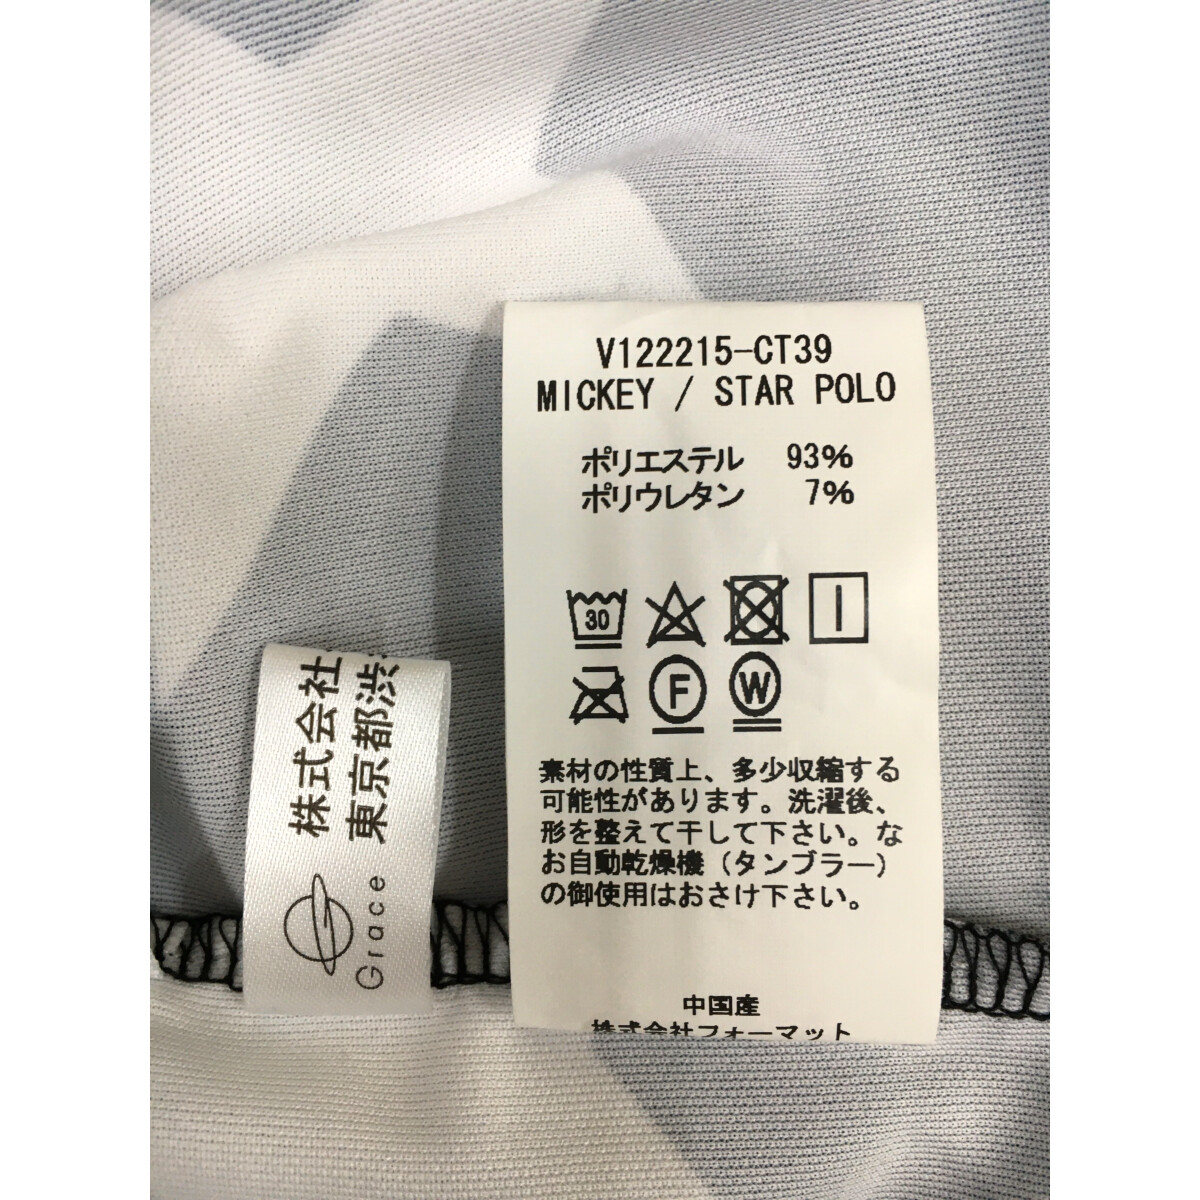 V122215-CT39
MICKEY / STAR POLO
ポリエステル 93%
ポリウレタン 7%
30
F
W
素材の性質上、多少収縮する
可能性があります。洗濯後、
形を整えて干して下さい。な
お自動乾燥機(タンブラー)
の御使用はおさけ下さい。
中国産
株式会社フォーマット
株式会社
東京都渋
Grace